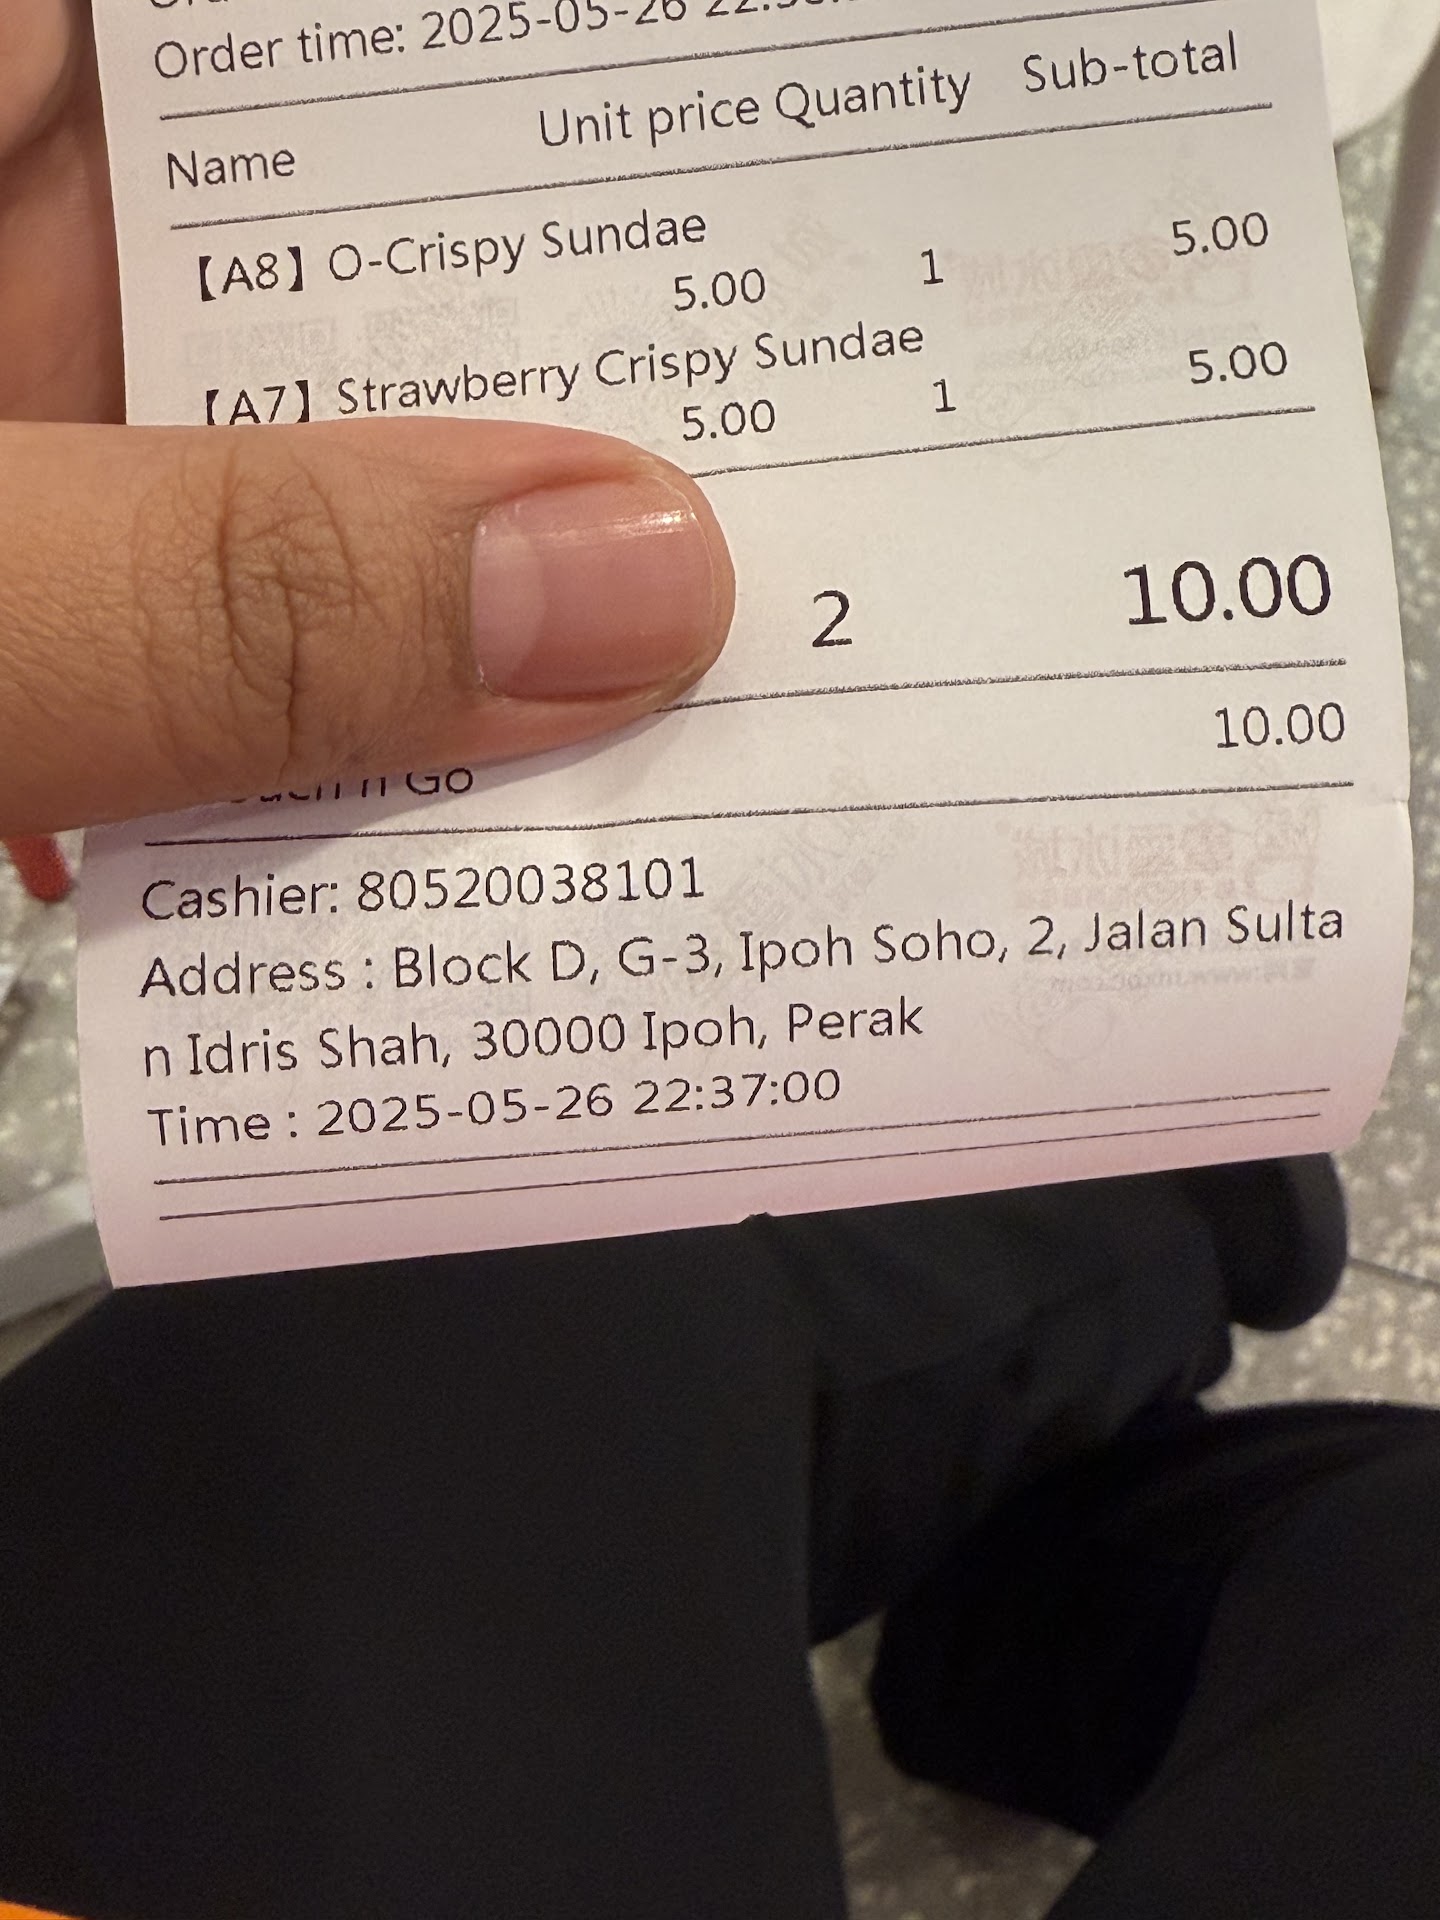 Order time: 2025-05-26
Name Unit price Quantity Sub-total
【A8】O-Crispy Sundae
5.00 1 5.00
【A7】Strawberry Crispy Sundae
5.00 1 5.00
2 10.00
10.00
Go
Cashier: 80520038101
Address : Block D, G-3, Ipoh Soho, 2, Jalan Sulta
n Idris Shah, 30000 Ipoh, Perak
Time : 2025-05-26 22:37:00